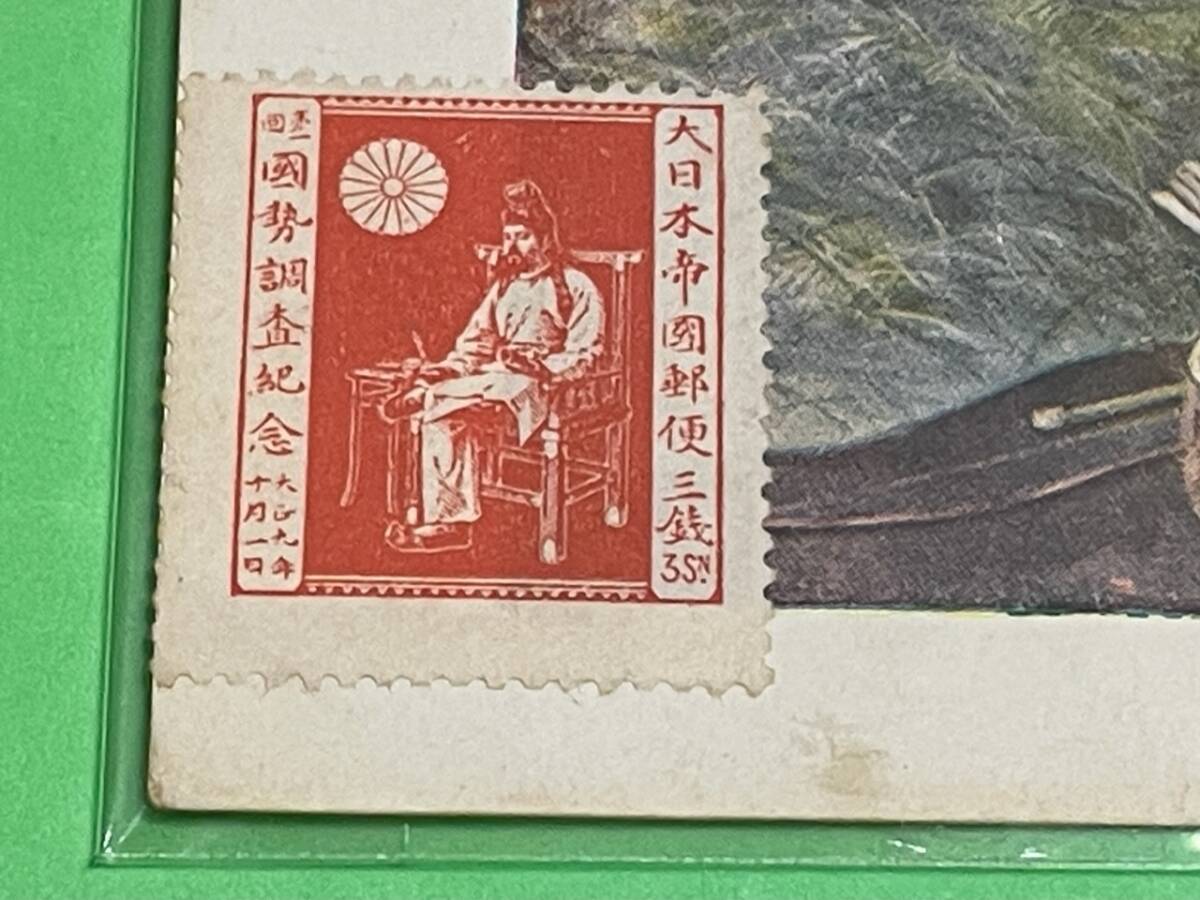 大日本帝國郵便三錢
3SN.
第一
回
國勢調査紀念
大正九年
十月一日